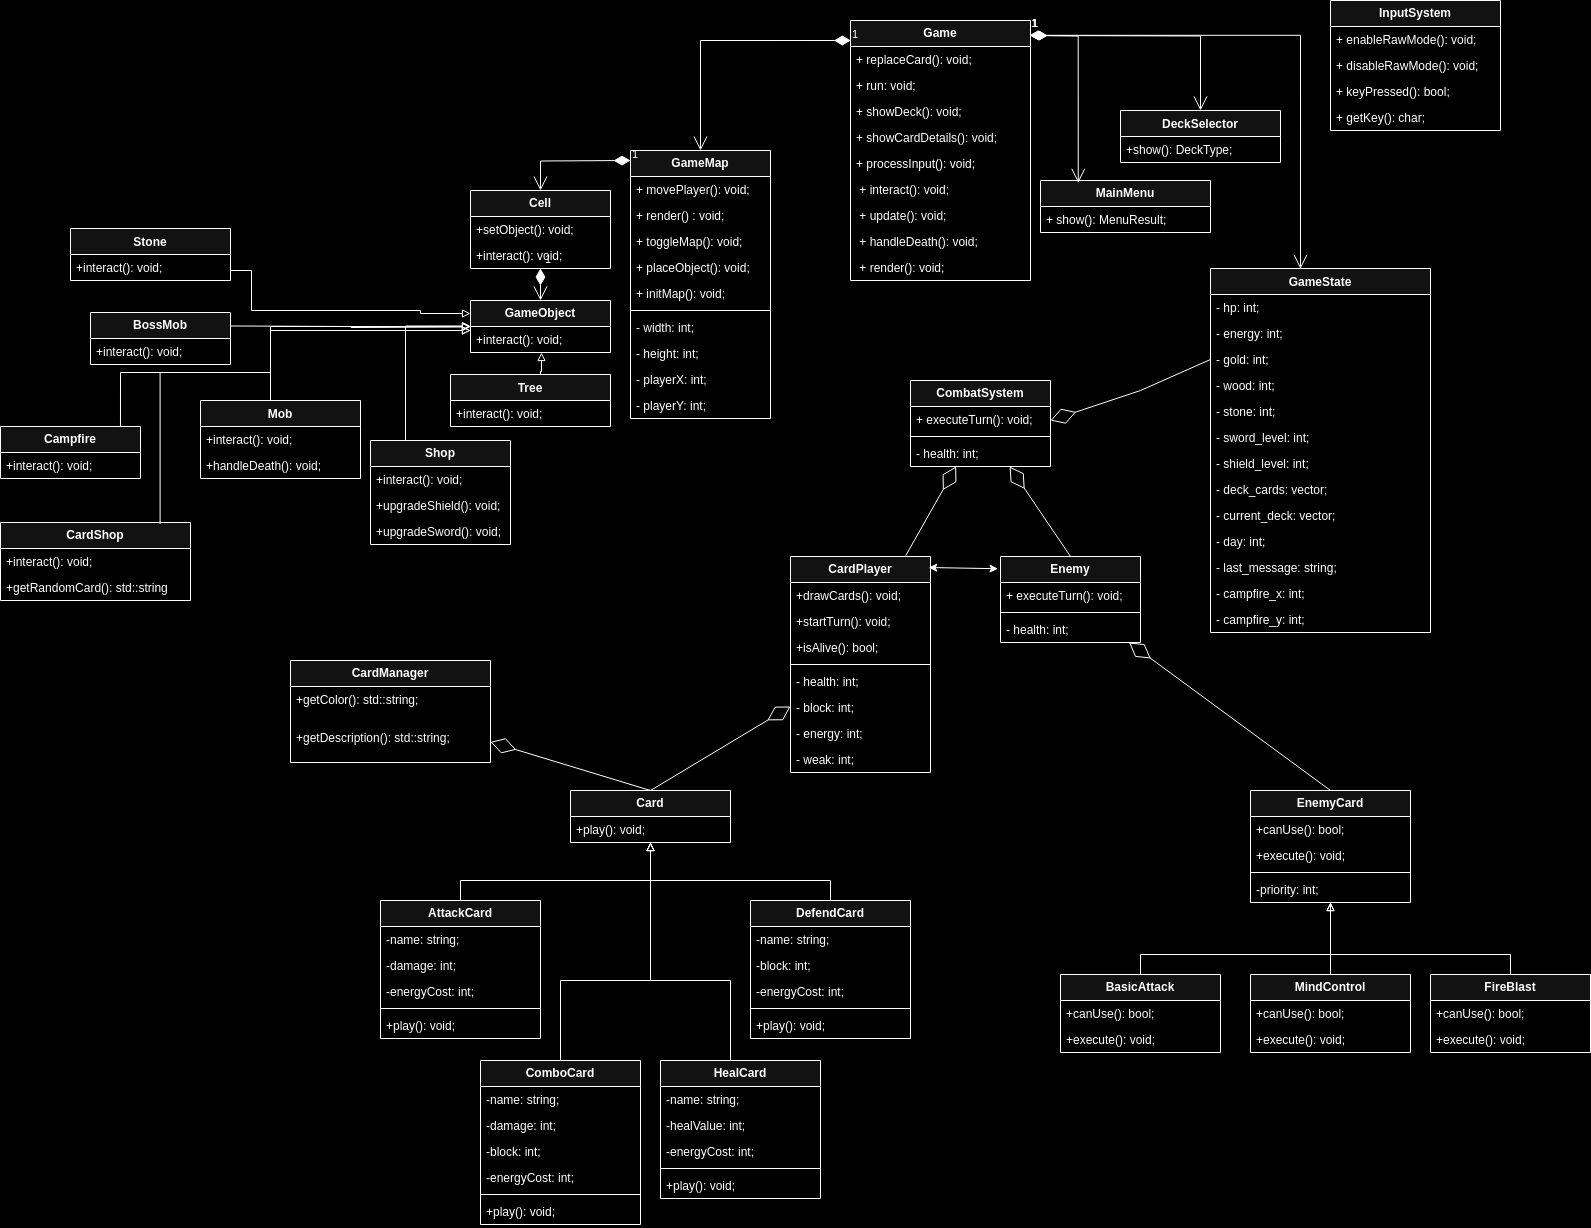 InputSystem
+ enableRawMode(): void;
+ disableRawMode(): void;
+ keyPressed(): bool;
+ getKey(): char;
1
1
Game
+ replaceCard(): void;
+ run: void;
+ showDeck(): void;
+ showCardDetails(): void;
+ processInput(): void;
+ interact(): void;
+ update(): void;
+ handleDeath(): void;
+ render(): void;
DeckSelector
+show(): DeckType;
MainMenu
+ show(): MenuResult;
1
GameMap
+ movePlayer(): void;
+ render() : void;
+ toggleMap(): void;
+ placeObject(): void;
+ initMap(): void;
- width: int;
- height: int;
- playerX: int;
- playerY: int;
Cell
+setObject(): void;
+interact(): void;
1
Stone
+interact(): void;
GameObject
+interact(): void;
BossMob
+interact(): void;
Tree
+interact(): void;
Mob
+interact(): void;
+handleDeath(): void;
Campfire
+interact(): void;
Shop
+interact(): void;
+upgradeShield(): void;
+upgradeSword(): void;
CardShop
+interact(): void;
+getRandomCard(): std::string
GameState
- hp: int;
- energy: int;
- gold: int;
- wood: int;
- stone: int;
- sword_level: int;
- shield_level: int;
- deck_cards: vector;
- current_deck: vector;
- day: int;
- last_message: string;
- campfire_x: int;
- campfire_y: int;
CombatSystem
+ executeTurn(): void;
- health: int;
CardPlayer
+drawCards(): void;
+startTurn(): void;
+isAlive(): bool;
- health: int;
- block: int;
- energy: int;
- weak: int;
Enemy
+ executeTurn(): void;
- health: int;
CardManager
+getColor(): std::string;
+getDescription(): std::string;
Card
+play(): void;
EnemyCard
+canUse(): bool;
+execute(): void;
-priority: int;
AttackCard
-name: string;
-damage: int;
-energyCost: int;
+play(): void;
DefendCard
-name: string;
-block: int;
-energyCost: int;
+play(): void;
BasicAttack
+canUse(): bool;
+execute(): void;
MindControl
+canUse(): bool;
+execute(): void;
FireBlast
+canUse(): bool;
+execute(): void;
ComboCard
-name: string;
-damage: int;
-block: int;
-energyCost: int;
+play(): void;
HealCard
-name: string;
-healValue: int;
-energyCost: int;
+play(): void;